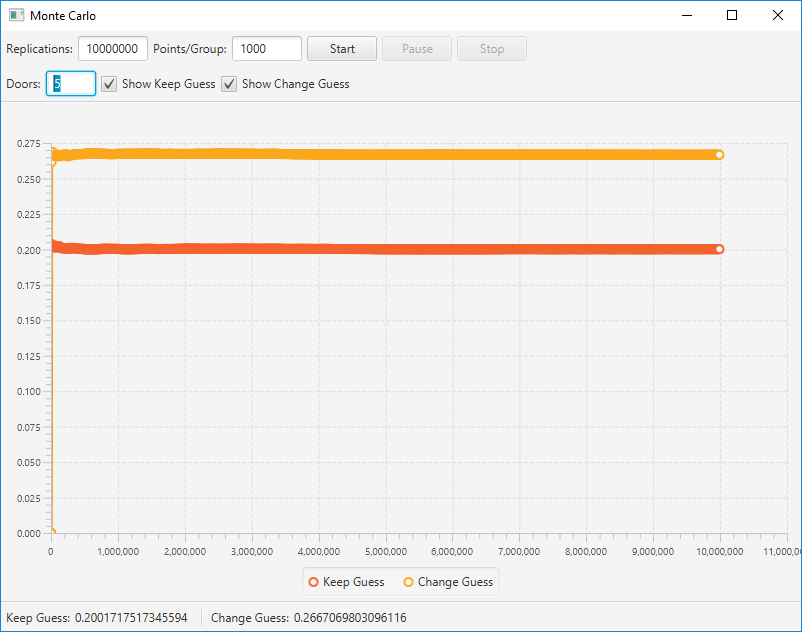 Monte Carlo
Replications: 10000000 Points/Group: 1000 Start Pause Stop
Doors: 5 Show Keep Guess Show Change Guess
0.275
0.250
0.225
0.200
0.175
0.150
0.125
0.100
0.075
0.050
0.025
0.000
0 1,000,000 2,000,000 3,000,000 4,000,000 5,000,000 6,000,000 7,000,000 8,000,000 9,000,000 10,000,000 11,000,00
Keep Guess Change Guess
Keep Guess: 0.2001717517345594 Change Guess: 0.2667069803096116